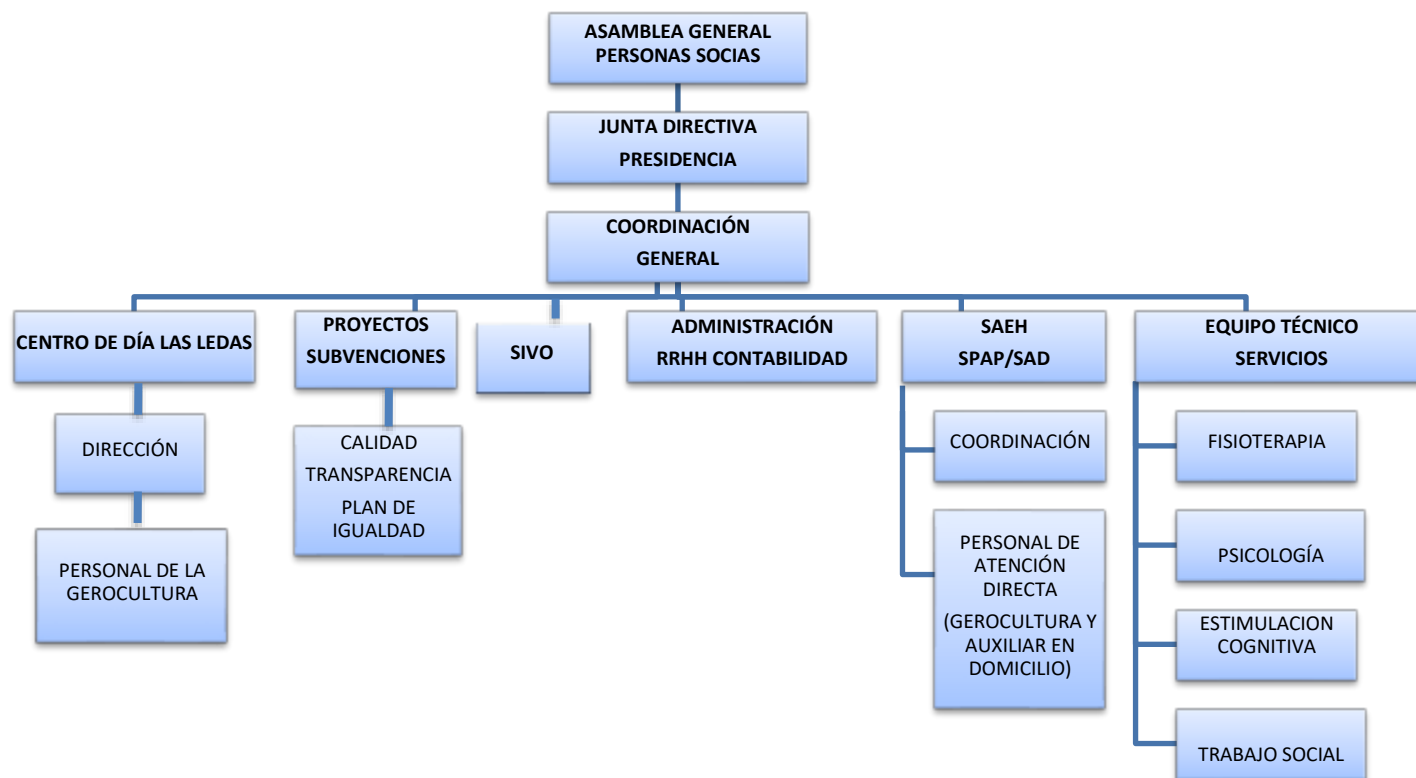 ASAMBLEA GENERAL
PERSONAS SOCIAS
JUNTA DIRECTIVA
PRESIDENCIA
COORDINACIÓN
GENERAL
CENTRO DE DÍA LAS LEDAS
PROYECTOS
SUBVENCIONES
SIVO
ADMINISTRACIÓN
RRHH CONTABILIDAD
SAEH
SPAP/SAD
EQUIPO TÉCNICO
SERVICIOS
DIRECCIÓN
PERSONAL DE LA
GEROCULTURA
CALIDAD
TRANSPARENCIA
PLAN DE
IGUALDAD
COORDINACIÓN
PERSONAL DE
ATENCIÓN
DIRECTA
(GEROCULTURA Y
AUXILIAR EN
DOMICILIO)
FISIOTERAPIA
PSICOLOGÍA
ESTIMULACION
COGNITIVA
TRABAJO SOCIAL